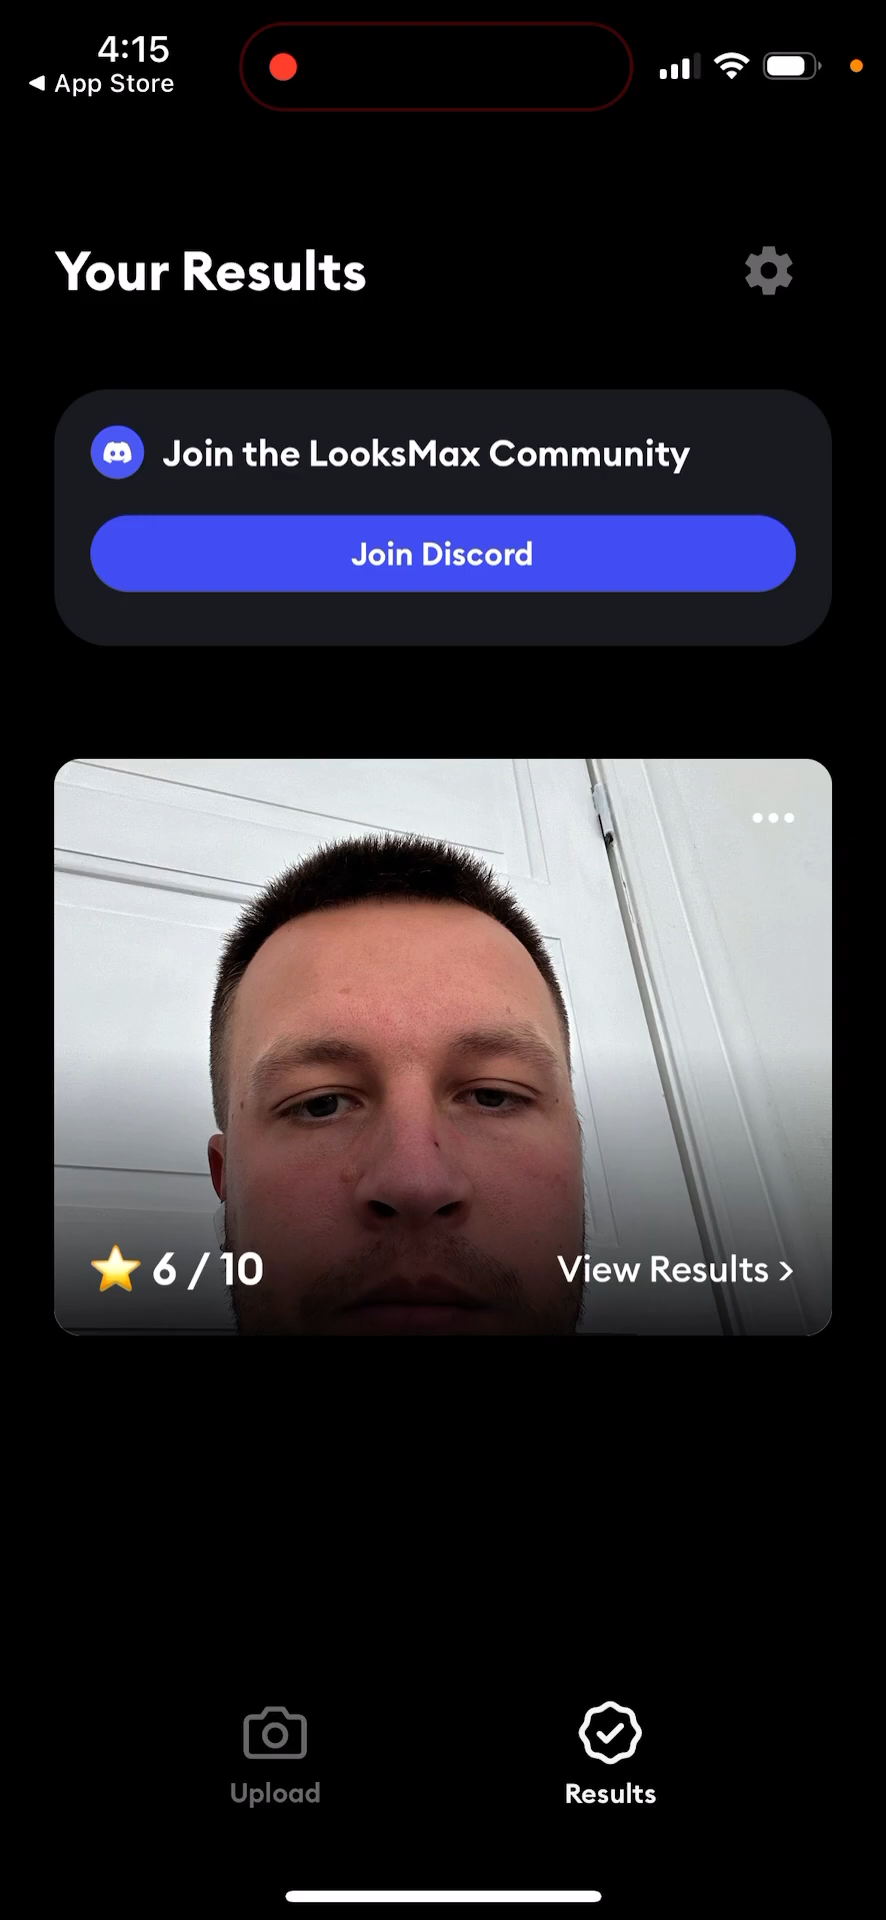 4:15
◀ App Store
Your Results
Join the LooksMax Community
Join Discord
⭐ 6 / 10
View Results >
Upload
Results